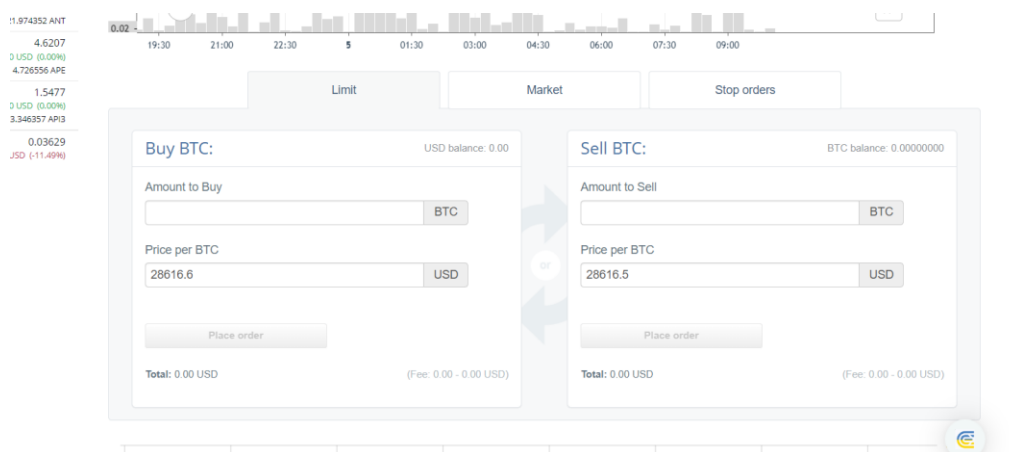 21.974352 ANT
4.6207
0 USD (0.00%)
4.726556 APE
1.5477
0 USD (0.00%)
3.346357 API3
0.03629
USD (-11.49%)
0.02
19:30 21:00 22:30 5 01:30 03:00 04:30 06:00 07:30 09:00
Limit Market Stop orders
Buy BTC: USD balance: 0.00
Amount to Buy
BTC
Price per BTC
28616.6 USD
Place order
Total: 0.00 USD (Fee: 0.00 - 0.00 USD)
or
Sell BTC: BTC balance: 0.00000000
Amount to Sell
BTC
Price per BTC
28616.5 USD
Place order
Total: 0.00 USD (Fee: 0.00 - 0.00 USD)